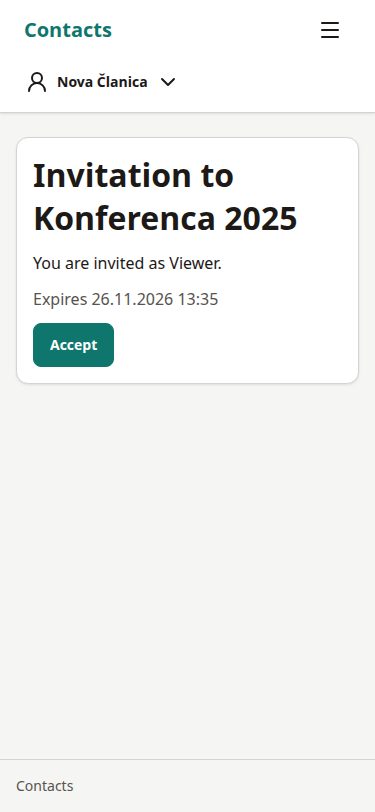 Contacts
Nova Članica
Invitation to
Konferenca 2025
You are invited as Viewer.
Expires 26.11.2026 13:35
Accept
Contacts